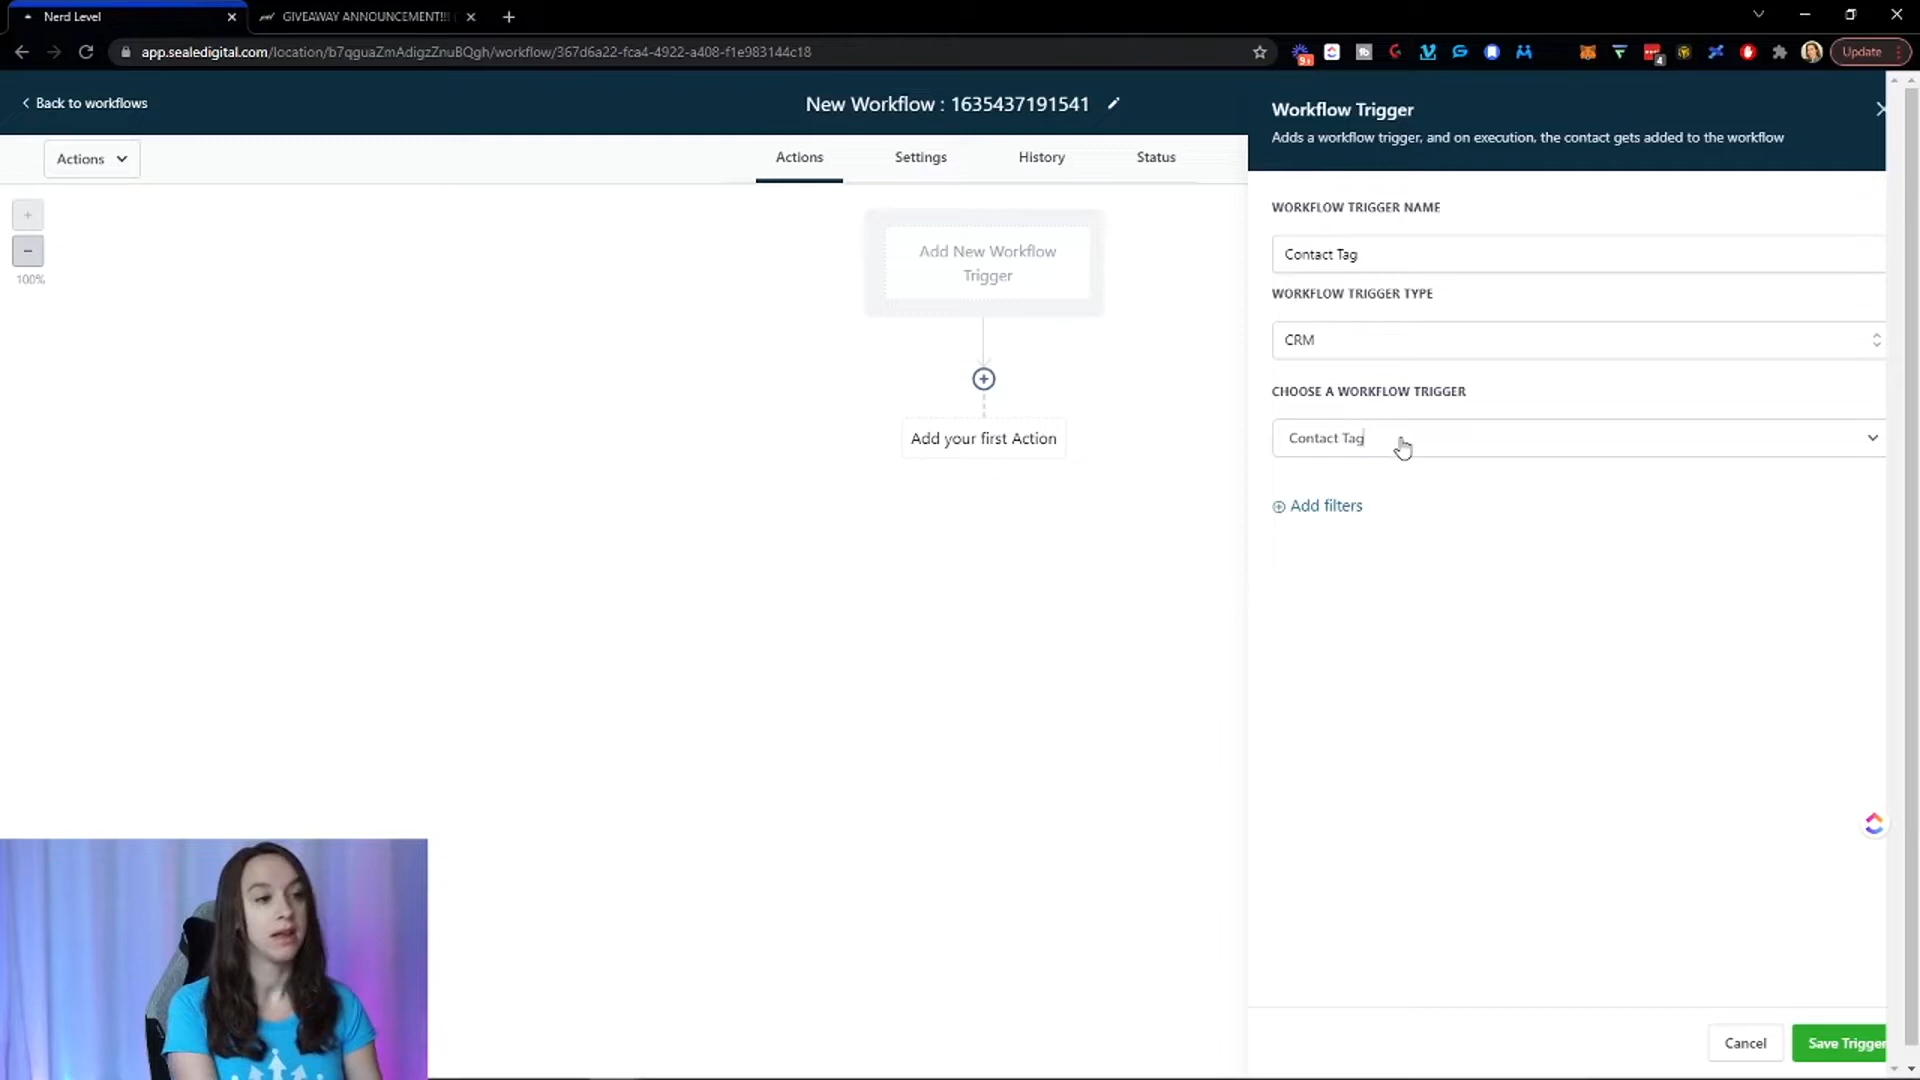 Nerd Level
GIVEAWAY ANNOUNCEMENT!!!
app.sealedigital.com/location/b7qguaZmAdigzZnuBQgh/workflow/367d6a22-fca4-4922-a408-f1e983144c18
9+
4
Update
Back to workflows
New Workflow : 1635437191541
Actions
Actions
Settings
History
Status
100%
Add New Workflow
Trigger
Add your first Action
Workflow Trigger
Adds a workflow trigger, and on execution, the contact gets added to the workflow
WORKFLOW TRIGGER NAME
Contact Tag
WORKFLOW TRIGGER TYPE
CRM
CHOOSE A WORKFLOW TRIGGER
Contact Tag
Add filters
Cancel
Save Trigger